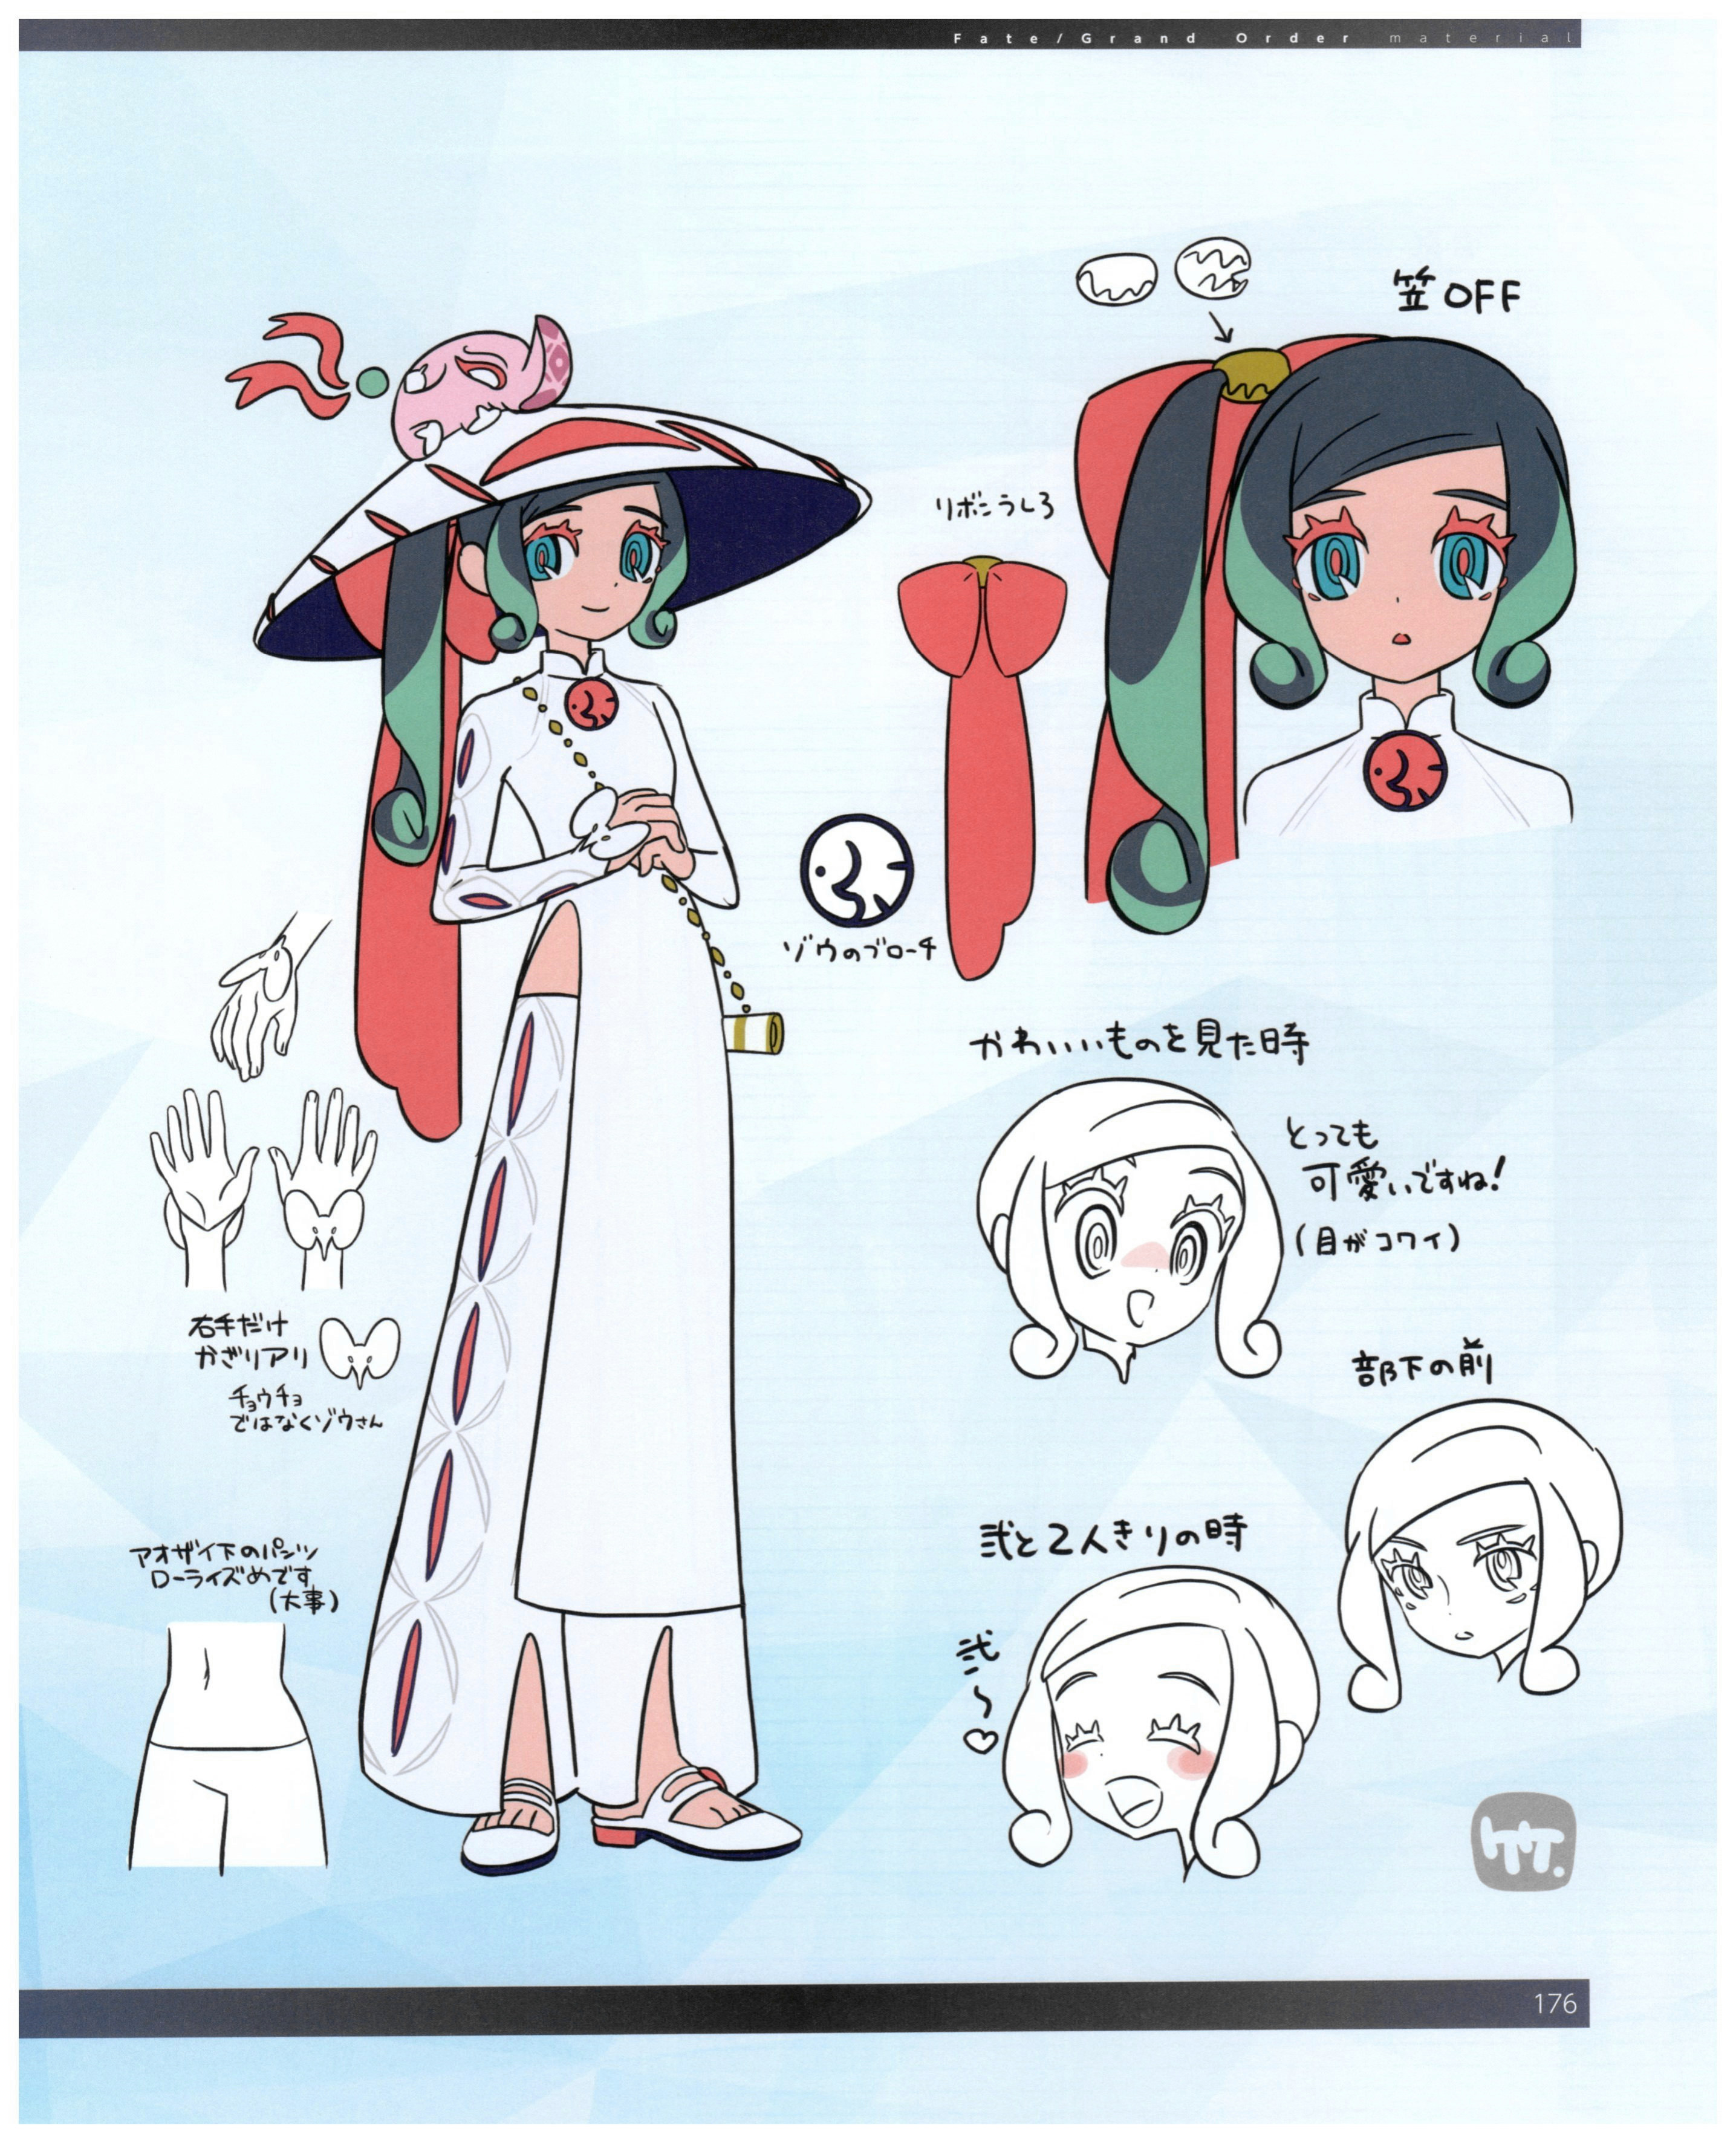 Fate/Grand Order material
笠OFF
リボンうしろ
ゾウのブローチ
かわいいものを見た時
とっても
可愛いですね!
(目がコワイ)
右手だけ
かざりアリ
チョウチョ
ではなくゾウさん
部下の前
弐と2人きりの時
弐~♡
アオザイ下のパンツ
ローライズめです
(大事)
竹.
176